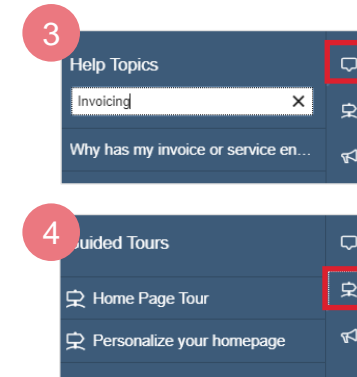 3
Help Topics
Invoicing
Why has my invoice or service en...
4
uided Tours
Home Page Tour
Personalize your homepage